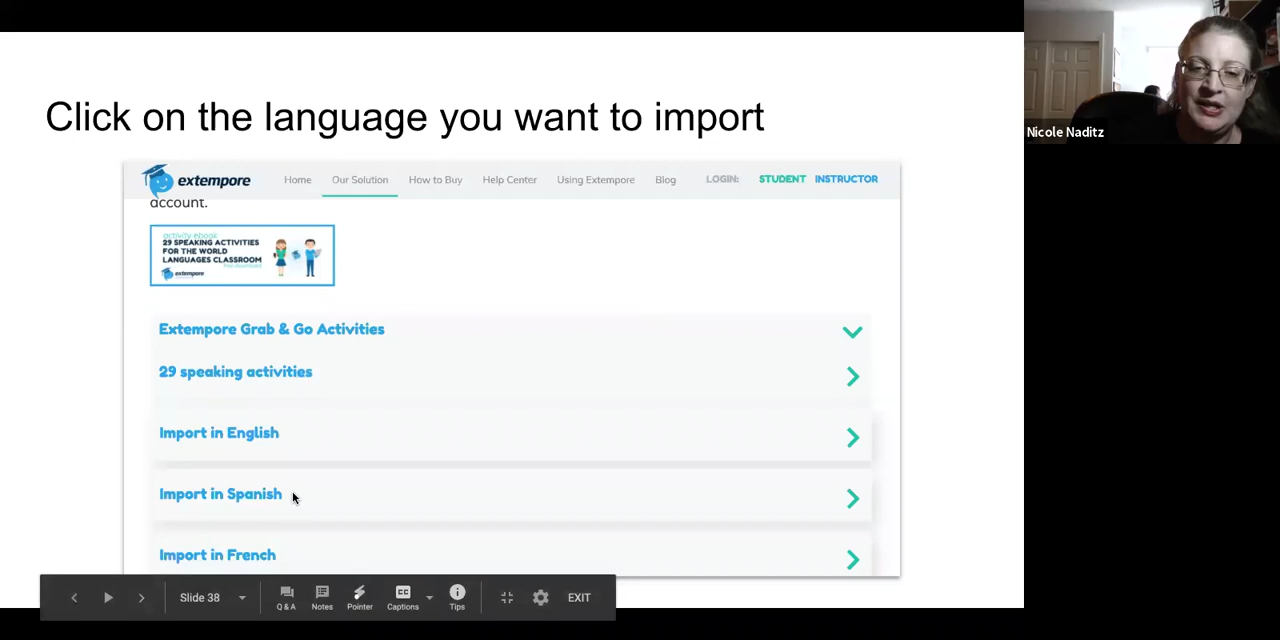 Click on the language you want to import
Nicole Naditz
extempore
Home
Our Solution
How to Buy
Help Center
Using Extempore
Blog
LOGIN:
STUDENT
INSTRUCTOR
account.
activity ebook
29 SPEAKING ACTIVITIES
FOR THE WORLD
LANGUAGES CLASSROOM
extempore
Extempore Grab & Go Activities
29 speaking activities
Import in English
Import in Spanish
Import in French
Slide 38
Q & A
Notes
Pointer
CC
Captions
Tips
EXIT